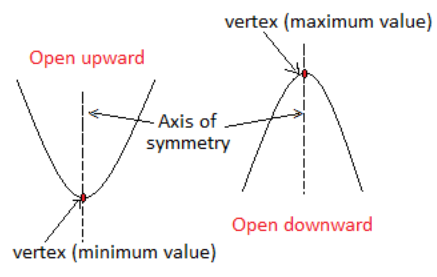 vertex (maximum value)
Open upward
Axis of
symmetry
Open downward
vertex (minimum value)